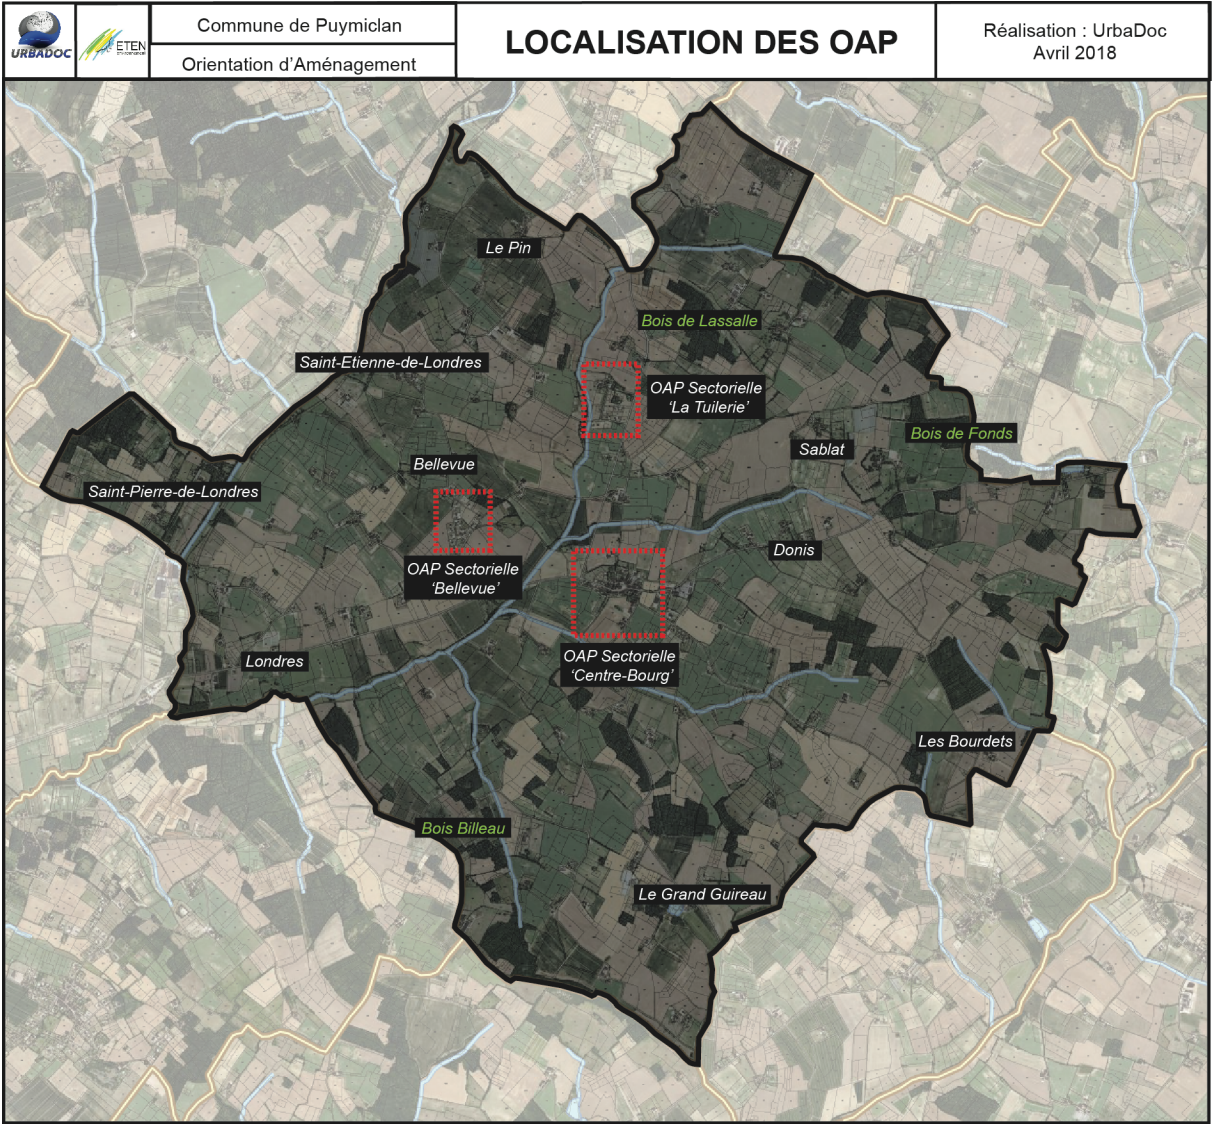 URBADOC
ETEN
Commune de Puymiclan
Orientation d'Aménagement
LOCALISATION DES OAP
Réalisation : UrbaDoc
Avril 2018
Le Pin
Bois de Lassalle
Saint-Etienne-de-Londres
OAP Sectorielle
'La Tuilerie'
Bois de Fonds
Sablat
Bellevue
Saint-Pierre-de-Londres
Donis
OAP Sectorielle
'Bellevue'
Londres
OAP Sectorielle
'Centre-Bourg'
Les Bourdets
Bois Billeau
Le Grand Guireau